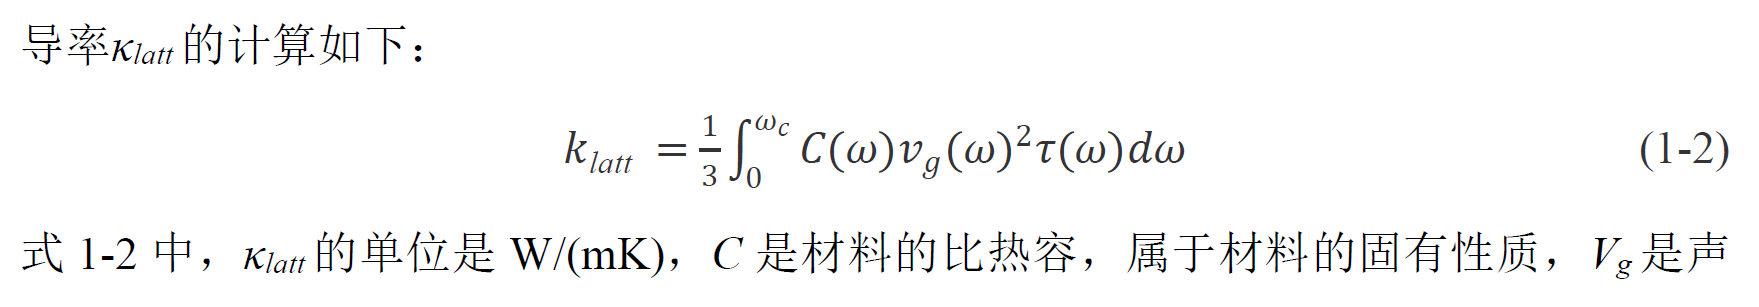 导率κlatt的计算如下：
klatt = 1/3 ∫0^ωc C(ω)vg(ω)²τ(ω)dω (1-2)
式 1-2 中，κlatt的单位是 W/(mK)，C 是材料的比热容，属于材料的固有性质，Vg是声